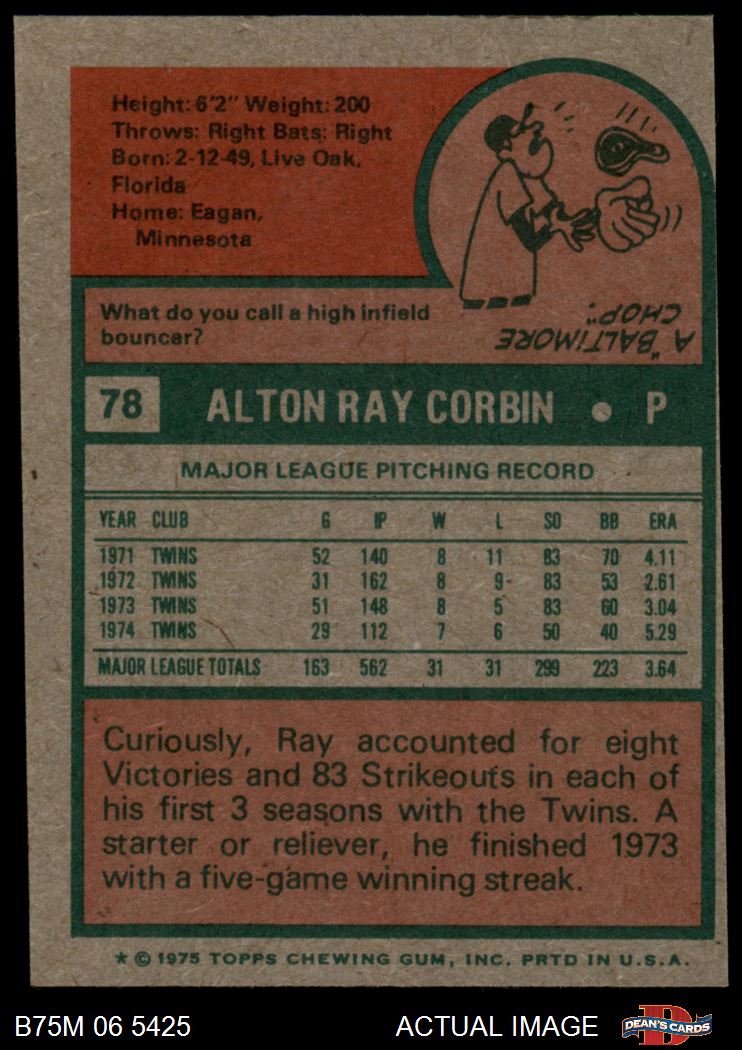 Height: 6'2" Weight: 200
Throws: Right Bats: Right
Born: 2-12-49, Live Oak,
Florida
Home: Eagan,
Minnesota
What do you call a high infield
bouncer?
A "BALTIMORE
CHOP".
78 ALTON RAY CORBIN • P
MAJOR LEAGUE PITCHING RECORD
YEAR CLUB G IP W L SO BB ERA
1971 TWINS 52 140 8 11 83 70 4.11
1972 TWINS 31 162 8 9 83 53 2.61
1973 TWINS 51 148 8 5 83 60 3.04
1974 TWINS 29 112 7 6 50 40 5.29
MAJOR LEAGUE TOTALS 163 562 31 31 299 223 3.64
Curiously, Ray accounted for eight
Victories and 83 Strikeouts in each of
his first 3 seasons with the Twins. A
starter or reliever, he finished 1973
with a five-game winning streak.
* © 1975 TOPPS CHEWING GUM, INC. PRTD IN U.S.A.
B75M 06 5425 ACTUAL IMAGE
D
DEAN'S CARDS